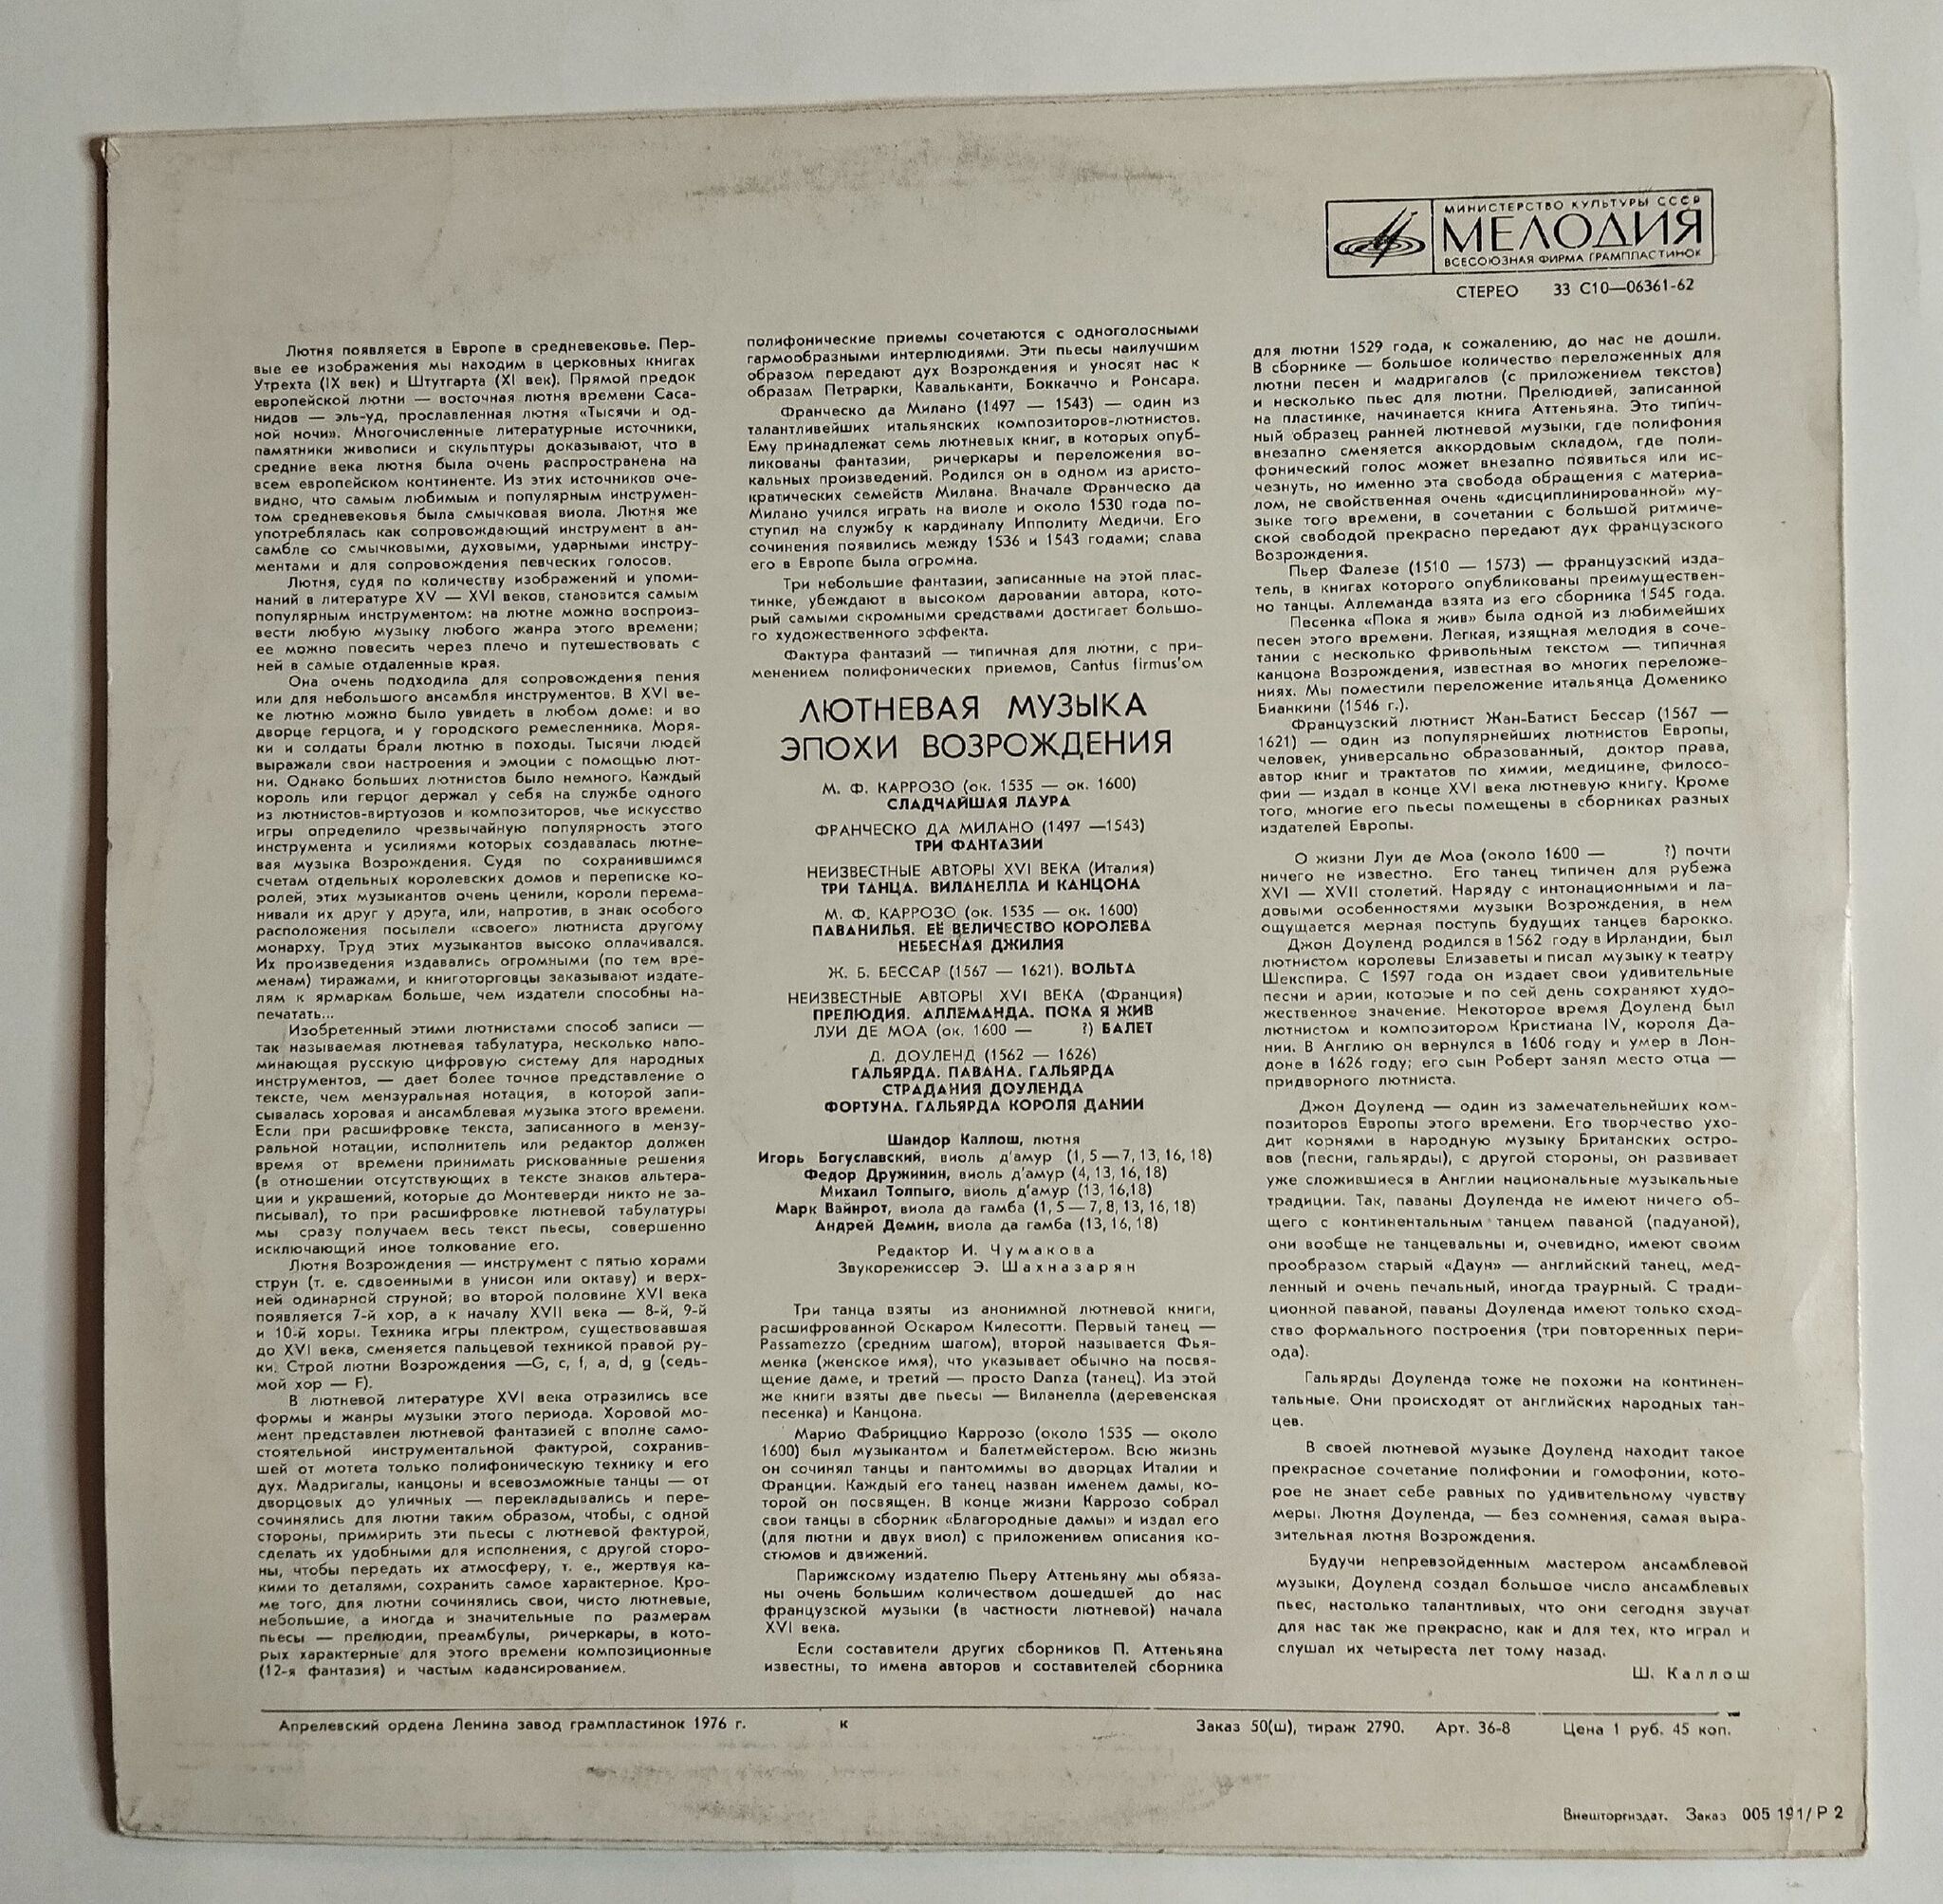 МИНИСТЕРСТВО КУЛЬТУРЫ СССР
МЕЛОДИЯ
ВСЕСОЮЗНАЯ ФИРМА ГРАМПЛАСТИНОК
СТЕРЕО 33 С10—06361-62
Лютня появляется в Европе в средневековье. Пер-
вые ее изображения мы находим в церковных книгах
Утрехта (IX век) и Штутгарта (XI век). Прямой предок
европейской лютни — восточная лютня времени Саса-
нидов — эль-уд, прославленная лютня «Тысячи и од-
ной ночи». Многочисленные литературные источники,
памятники живописи и скульптуры доказывают, что в
средние века лютня была очень распространена на
всем европейском континенте. Из этих источников оче-
видно, что самым любимым и популярным инструмен-
том средневековья была смычковая виола. Лютня же
употреблялась как сопровождающий инструмент в ан-
самбле со смычковыми, духовыми, ударными инстру-
ментами и для сопровождения певческих голосов.
Лютня, судя по количеству изображений и упоми-
наний в литературе XV — XVI веков, становится самым
популярным инструментом: на лютне можно воспроиз-
вести любую музыку любого жанра этого времени;
ее можно повесить через плечо и путешествовать с
ней в самые отдаленные края.
Она очень подходила для сопровождения пения
или для небольшого ансамбля инструментов. В XVI ве-
ке лютню можно было увидеть в любом доме: и во
дворце герцога, и у городского ремесленника. Моря-
ки и солдаты брали лютню в походы. Тысячи людей
выражали свои настроения и эмоции с помощью лют-
ни. Однако больших лютнистов было немного. Каждый
король или герцог держал у себя на службе одного
из лютнистов-виртуозов и композиторов, чье искусство
игры определило чрезвычайную популярность этого
инструмента и усилиями которых создавалась лютне-
вая музыка Возрождения. Судя по сохранившимся
счетам отдельных королевских домов и переписке ко-
ролей, этих музыкантов очень ценили, короли перема-
нивали их друг у друга, или, напротив, в знак особого
расположения посылели «своего» лютниста другому
монарху. Труд этих музыкантов высоко оплачивался.
Их произведения издавались огромными (по тем вре-
менам) тиражами, и книготорговцы заказывают издате-
лям к ярмаркам больше, чем издатели способны на-
печатать...
Изобретенный этими лютнистами способ записи —
так называемая лютневая табулатура, несколько напо-
минающая русскую цифровую систему для народных
инструментов, — дает более точное представление о
тексте, чем мензуральная нотация, в которой запи-
сывалась хоровая и ансамблевая музыка этого времени.
Если при расшифровке текста, записанного в мензу-
ральной нотации, исполнитель или редактор должен
время от времени принимать рискованные решения
(в отношении отсутствующих в тексте знаков альтера-
ции и украшений, которые до Монтеверди никто не за-
писывал), то при расшифровке лютневой табулатуры
мы сразу получаем весь текст пьесы, совершенно
исключающий иное толкование его.
Лютня Возрождения — инструмент с пятью хорами
струн (т. е. сдвоенными в унисон или октаву) и верх-
ней одинарной струной; во второй половине XVI века
появляется 7-й хор, а к началу XVII века — 8-й, 9-й
и 10-й хоры. Техника игры плектром, существовавшая
до XVI века, сменяется пальцевой техникой правой ру-
ки. Строй лютни Возрождения —G, c, f, a, d, g (седь-
мой хор — F).
В лютневой литературе XVI века отразились все
формы и жанры музыки этого периода. Хоровой мо-
мент представлен лютневой фантазией с вполне само-
стоятельной инструментальной фактурой, сохранив-
шей от мотета только полифоническую технику и его
дух. Мадригалы, канцоны и всевозможные танцы — от
дворцовых до уличных — перекладывались и пере-
сочинялись для лютни таким образом, чтобы, с одной
стороны, примирить эти пьесы с лютневой фактурой,
сделать их удобными для исполнения, с другой сторо-
ны, чтобы передать их атмосферу, т. е., жертвуя ка-
кими то деталями, сохранить самое характерное. Кро-
ме того, для лютни сочинялись свои, чисто лютневые,
небольшие, а иногда и значительные по размерам
пьесы — прелюдии, преамбулы, ричеркары, в кото-
рых характерные для этого времени композиционные
(12-я фантазия) и частым кадансированием.
полифонические приемы сочетаются с одноголосными
гармообразными интерлюдиями. Эти пьесы наилучшим
образом передают дух Возрождения и уносят нас к
образам Петрарки, Кавальканти, Боккаччо и Ронсара.
Франческо да Милано (1497 — 1543) — один из
талантливейших итальянских композиторов-лютнистов.
Ему принадлежат семь лютневых книг, в которых опуб-
ликованы фантазии, ричеркары и переложения во-
кальных произведений. Родился он в одном из аристо-
кратических семейств Милана. Вначале Франческо да
Милано учился играть на виоле и около 1530 года по-
ступил на службу к кардиналу Ипполиту Медичи. Его
сочинения появились между 1536 и 1543 годами; слава
его в Европе была огромна.
Три небольшие фантазии, записанные на этой плас-
тинке, убеждают в высоком даровании автора, кото-
рый самыми скромными средствами достигает большо-
го художественного эффекта.
Фактура фантазий — типичная для лютни, с при-
менением полифонических приемов, Cantus firmus'ом
ЛЮТНЕВАЯ МУЗЫКА
ЭПОХИ ВОЗРОЖДЕНИЯ
М. Ф. КАРРОЗО (ок. 1535 — ок. 1600)
СЛАДЧАЙШАЯ ЛАУРА
ФРАНЧЕСКО ДА МИЛАНО (1497 —1543)
ТРИ ФАНТАЗИИ
НЕИЗВЕСТНЫЕ АВТОРЫ XVI ВЕКА (Италия)
ТРИ ТАНЦА. ВИЛАНЕЛЛА И КАНЦОНА
М. Ф. КАРРОЗО (ок. 1535 — ок. 1600)
ПАВАНИЛЬЯ. ЕЁ ВЕЛИЧЕСТВО КОРОЛЕВА
НЕБЕСНАЯ ДЖИЛИЯ
Ж. Б. БЕССАР (1567 — 1621). ВОЛЬТА
НЕИЗВЕСТНЫЕ АВТОРЫ XVI ВЕКА (Франция)
ПРЕЛЮДИЯ. АЛЛЕМАНДА. ПОКА Я ЖИВ
ЛУИ ДЕ МОА (ок. 1600 — ?) БАЛЕТ
Д. ДОУЛЕНД (1562 — 1626)
ГАЛЬЯРДА. ПАВАНА. ГАЛЬЯРДА
СТРАДАНИЯ ДОУЛЕНДА
ФОРТУНА. ГАЛЬЯРДА КОРОЛЯ ДАНИИ
Шандор Каллош, лютня
Игорь Богуславский, виоль д'амур (1, 5—7, 13, 16, 18)
Федор Дружинин, виоль д'амур (4, 13, 16, 18)
Михаил Толпыго, виоль д'амур (13, 16,18)
Марк Вайнрот, виола да гамба (1, 5—7, 8, 13, 16, 18)
Андрей Демин, виола да гамба (13, 16, 18)
Редактор И. Чумакова
Звукорежиссер Э. Шахназарян
Три танца взяты из анонимной лютневой книги,
расшифрованной Оскаром Килесотти. Первый танец —
Passamezzo (средним шагом), второй называется Фья-
менка (женское имя), что указывает обычно на посвя-
щение даме, и третий — просто Danza (танец). Из этой
же книги взяты две пьесы — Виланелла (деревенская
песенка) и Канцона.
Марио Фабриццио Каррозо (около 1535 — около
1600) был музыкантом и балетмейстером. Всю жизнь
он сочинял танцы и пантомимы во дворцах Италии и
Франции. Каждый его танец назван именем дамы, ко-
торой он посвящен. В конце жизни Каррозо собрал
свои танцы в сборник «Благородные дамы» и издал его
(для лютни и двух виол) с приложением описания ко-
стюмов и движений.
Парижскому издателю Пьеру Аттеньяну мы обяза-
ны очень большим количеством дошедшей до нас
французской музыки (в частности лютневой) начала
XVI века.
Если составители других сборников П. Аттеньяна
известны, то имена авторов и составителей сборника
для лютни 1529 года, к сожалению, до нас не дошли.
В сборнике — большое количество переложенных для
лютни песен и мадригалов (с приложением текстов)
и несколько пьес для лютни. Прелюдией, записанной
на пластинке, начинается книга Аттеньяна. Это типич-
ный образец ранней лютневой музыки, где полифония
внезапно сменяется аккордовым складом, где поли-
фонический голос может внезапно появиться или ис-
чезнуть, но именно эта свобода обращения с материа-
лом, не свойственная очень «дисциплинированной» му-
зыке того времени, в сочетании с большой ритмиче-
ской свободой прекрасно передают дух французского
Возрождения.
Пьер Фалезе (1510 — 1573) — французский изда-
тель, в книгах которого опубликованы преимуществен-
но танцы. Аллеманда взята из его сборника 1545 года.
Песенка «Пока я жив» была одной из любимейших
песен этого времени. Легкая, изящная мелодия в соче-
тании с несколько фривольным текстом — типичная
канцона Возрождения, известная во многих переложе-
ниях. Мы поместили переложение итальянца Доменико
Бианкини (1546 г.).
Французский лютнист Жан-Батист Бессар (1567 —
1621) — один из популярнейших лютнистов Европы,
человек, универсально образованный, доктор права,
автор книг и трактатов по химии, медицине, филосо-
фии — издал в конце XVI века лютневую книгу. Кроме
того, многие его пьесы помещены в сборниках разных
издателей Европы.
О жизни Луи де Моа (около 1600 — ?) почти
ничего не известно. Его танец типичен для рубежа
XVI — XVII столетий. Наряду с интонационными и ла-
довыми особенностями музыки Возрождения, в нем
ощущается мерная поступь будущих танцев барокко.
Джон Доуленд родился в 1562 году в Ирландии, был
лютнистом королевы Елизаветы и писал музыку к театру
Шекспира. С 1597 года он издает свои удивительные
песни и арии, которые и по сей день сохраняют худо-
жественное значение. Некоторое время Доуленд был
лютнистом и композитором Кристиана IV, короля Да-
нии. В Англию он вернулся в 1606 году и умер в Лон-
доне в 1626 году; его сын Роберт занял место отца —
придворного лютниста.
Джон Доуленд — один из замечательнейших ком-
позиторов Европы этого времени. Его творчество ухо-
дит корнями в народную музыку Британских остро-
вов (песни, гальярды), с другой стороны, он развивает
уже сложившиеся в Англии национальные музыкальные
традиции. Так, паваны Доуленда не имеют ничего об-
щего с континентальным танцем паваной (падуаной),
они вообще не танцевальны и, очевидно, имеют своим
прообразом старый «Даун» — английский танец, мед-
ленный и очень печальный, иногда траурный. С тради-
ционной паваной, паваны Доуленда имеют только сход-
ство формального построения (три повторенных пери-
ода).
Гальярды Доуленда тоже не похожи на континен-
тальные. Они происходят от английских народных тан-
цев.
В своей лютневой музыке Доуленд находит такое
прекрасное сочетание полифонии и гомофонии, кото-
рое не знает себе равных по удивительному чувству
меры. Лютня Доуленда, — без сомнения, самая выра-
зительная лютня Возрождения.
Будучи непревзойденным мастером ансамблевой
музыки, Доуленд создал большое число ансамблевых
пьес, настолько талантливых, что они сегодня звучат
для нас так же прекрасно, как и для тех, кто играл и
слушал их четыреста лет тому назад.
Ш. Каллош
Апрелевский ордена Ленина завод грампластинок 1976 г. к Заказ 50(ш), тираж 2790. Арт. 36-8 Цена 1 руб. 45 коп.
Внешторгиздат. Заказ 005 191/Р 2